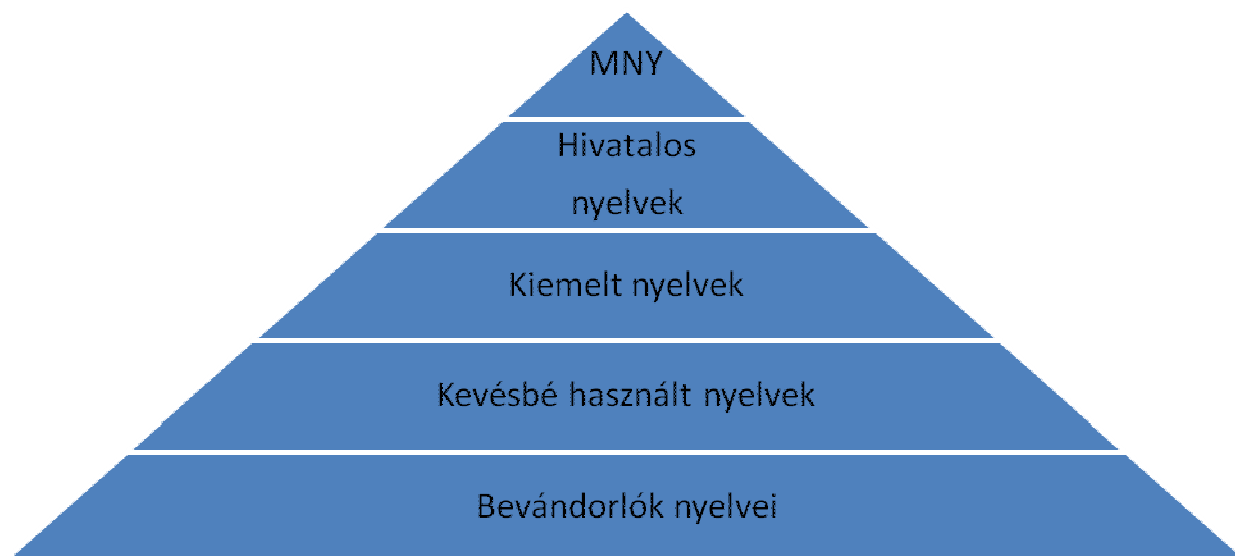 MNY
Hivatalos
nyelvek
Kiemelt nyelvek
Kevésbé használt nyelvek
Bevándorlók nyelvei